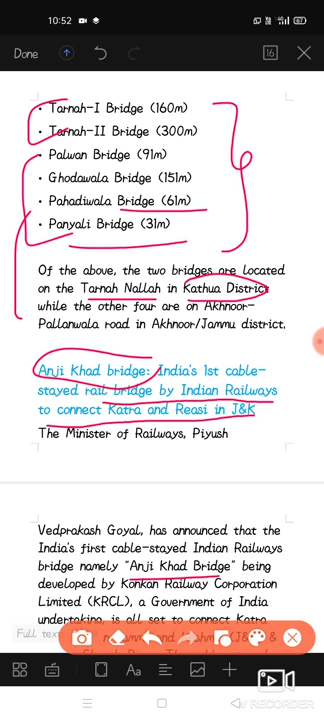 10:52
67
Done
16
• Tarnah-I Bridge (160m)
• Tarnah-II Bridge (300m)
• Palwan Bridge (91m)
• Ghodawala Bridge (151m)
• Pahadiwala Bridge (61m)
• Panyali Bridge (31m)
Of the above, the two bridges are located
on the Tarnah Nallah in Kathua District
while the other four are on Akhnoor-
Pallanwala road in Akhnoor/Jammu district.
Anji Khad bridge: India's 1st cable-
stayed rail bridge by Indian Railways
to connect Katra and Reasi in J&K
The Minister of Railways, Piyush
Vedprakash Goyal, has announced that the
India's first cable-stayed Indian Railways
bridge namely "Anji Khad Bridge" being
developed by Konkan Railway Corporation
Limited (KRCL), a Government of India
undertaking, is all set to connect Katra
Full text
Aa
RECORDER